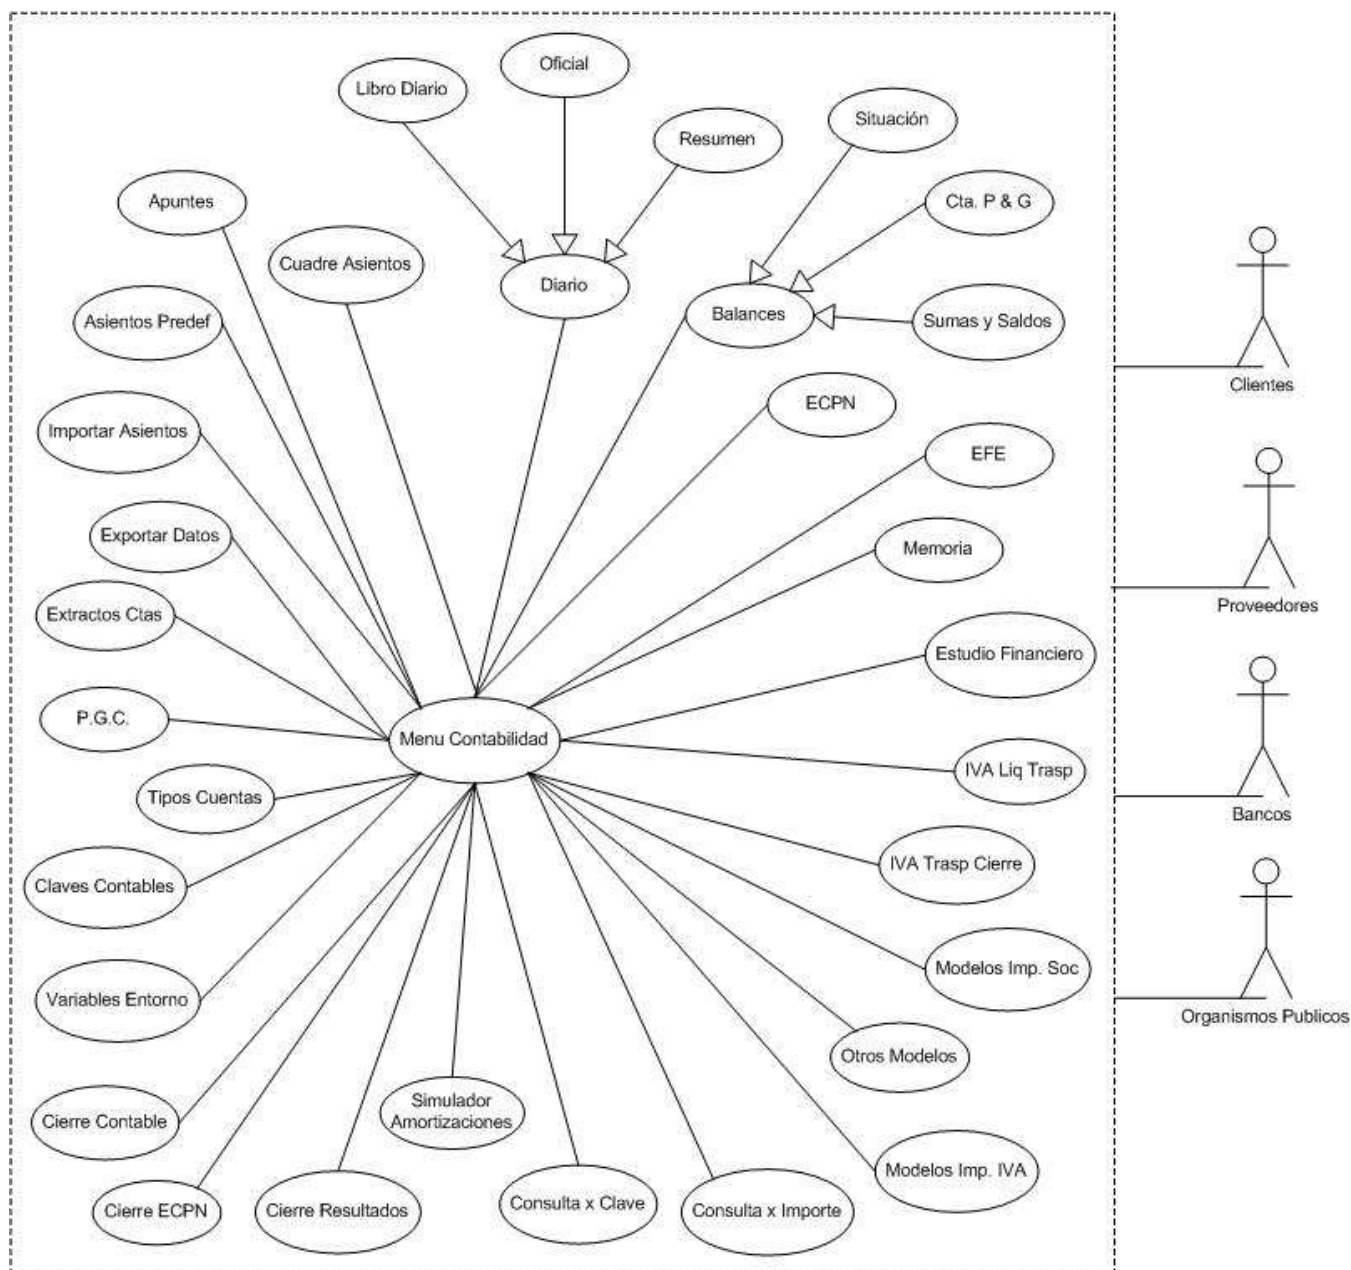 Oficial
Libro Diario
Situación
Resumen
Apuntes
Cta. P & G
Cuadre Asientos
Diario
Balances
Asientos Predef
Sumas y Saldos
Clientes
ECPN
Importar Asientos
EFE
Exportar Datos
Memoria
Proveedores
Extractos Ctas
Estudio Financiero
P.G.C.
Menu Contabilidad
IVA Liq Trasp
Tipos Cuentas
Bancos
IVA Trasp Cierre
Claves Contables
Modelos Imp. Soc
Variables Entorno
Organismos Publicos
Otros Modelos
Simulador
Amortizaciones
Cierre Contable
Modelos Imp. IVA
Cierre ECPN
Cierre Resultados
Consulta x Clave
Consulta x Importe